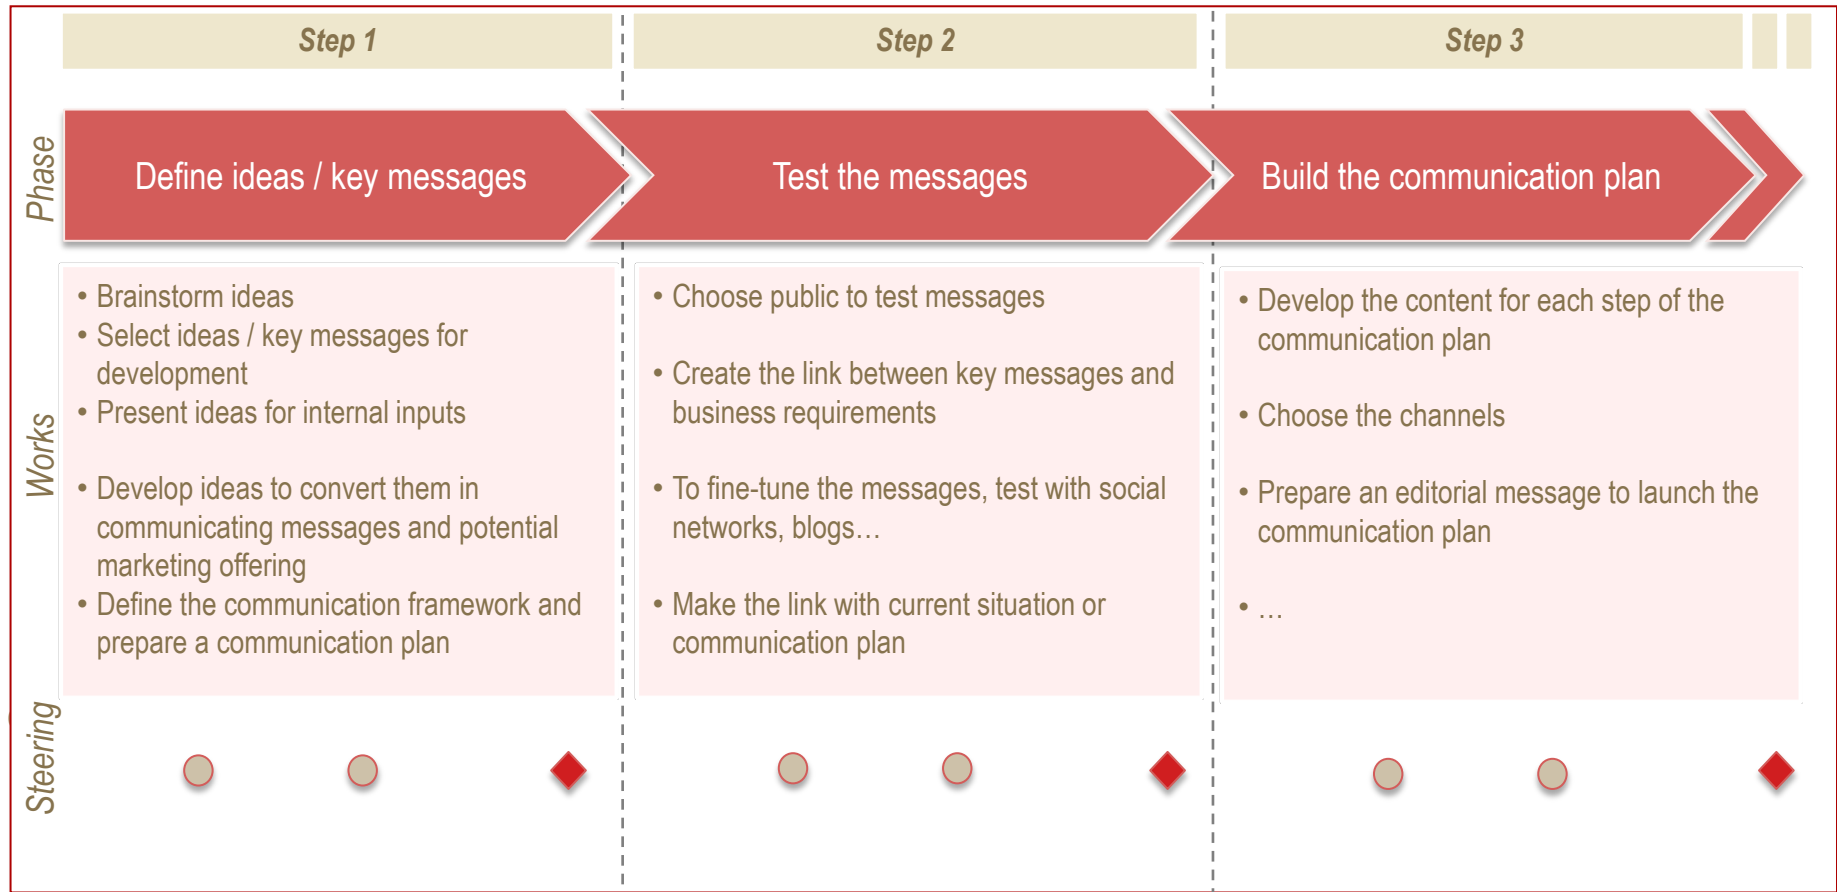 Step 1
Step 2
Step 3
Phase
Define ideas / key messages
Test the messages
Build the communication plan
Works
• Brainstorm ideas
• Select ideas / key messages for
development
• Present ideas for internal inputs
• Develop ideas to convert them in
communicating messages and potential
marketing offering
• Define the communication framework and
prepare a communication plan
• Choose public to test messages
• Create the link between key messages and
business requirements
• To fine-tune the messages, test with social
networks, blogs…
• Make the link with current situation or
communication plan
• Develop the content for each step of the
communication plan
• Choose the channels
• Prepare an editorial message to launch the
communication plan
• …
Steering